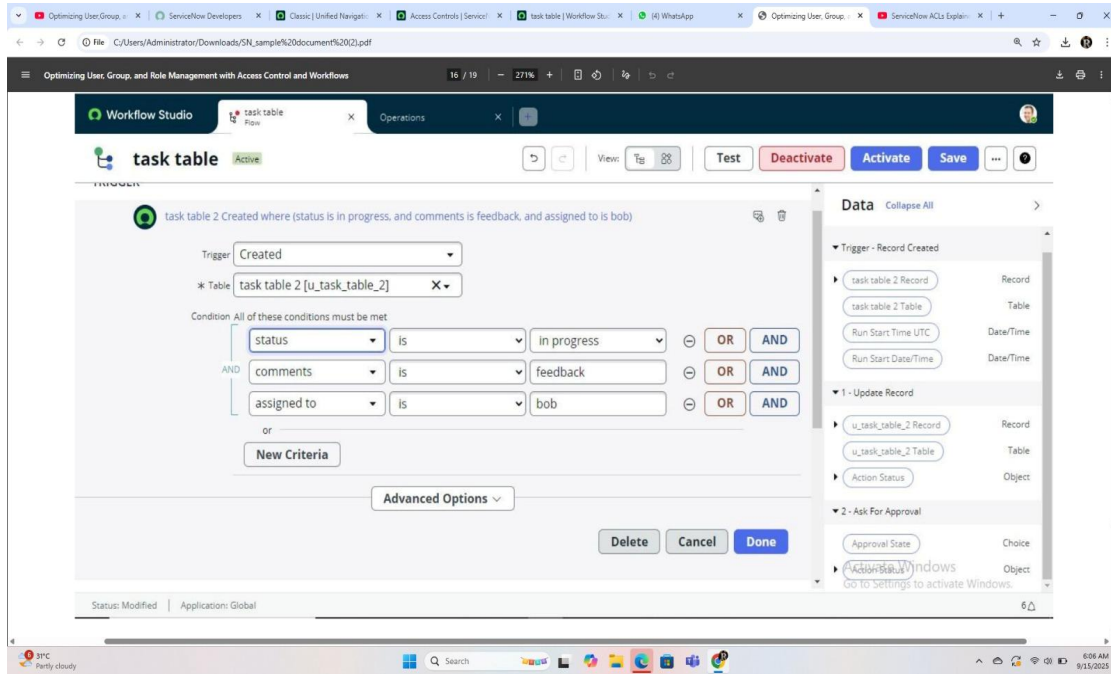 Optimizing User,Group, a
ServiceNow Developers
Classic | Unified Navigatio
Access Controls | Service
task table | Workflow Stu
(4) WhatsApp
Optimizing User, Group,
ServiceNow ACLs Explain
File C:/Users/Administrator/Downloads/SN_sample%20document%20(2).pdf
Optimizing User, Group, and Role Management with Access Control and Workflows 16 / 19 271%
Workflow Studio
task table
Flow
Operations
task table Active View: Test Deactivate Activate Save
TRIGGER
task table 2 Created where (status is in progress, and comments is feedback, and assigned to is bob)
Trigger Created
* Table task table 2 [u_task_table_2]
Condition All of these conditions must be met
status is in progress OR AND
AND comments is feedback OR AND
assigned to is bob OR AND
or
New Criteria
Advanced Options
Delete Cancel Done
Data Collapse All
Trigger - Record Created
task table 2 Record Record
task table 2 Table Table
Run Start Time UTC Date/Time
Run Start Date/Time Date/Time
1 - Update Record
u_task_table_2 Record Record
u_task_table_2 Table Table
Action Status Object
2 - Ask For Approval
Approval State Choice
Action Status Object
Activate Windows
Go to Settings to activate Windows.
Status: Modified | Application: Global 6
31°C
Partly cloudy
Search
6:06 AM
9/15/2025